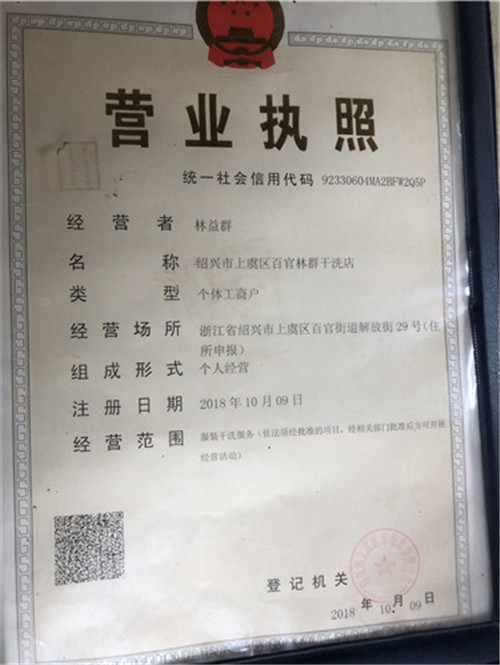 营业执照
统一社会信用代码 92330604MA2BFW2Q5P
经营者 林益群
名称 绍兴市上虞区百官林群干洗店
类型 个体工商户
经营场所 浙江省绍兴市上虞区百官街道解放街29号(住
所申报)
组成形式 个人经营
注册日期 2018年10月09日
经营范围 服装干洗服务(依法须经批准的项目,经相关部门批准后方可开展
经营活动)
登记机关
2018年10月09日